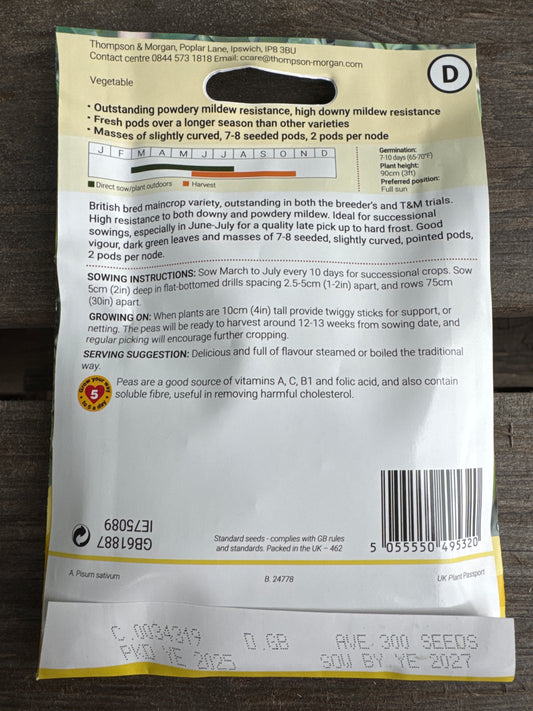 Thompson & Morgan, Poplar Lane, Ipswich, IP8 3BU
Contact centre 0844 573 1818 Email: ccare@thompson-morgan.com
D
Vegetable
• Outstanding powdery mildew resistance, high downy mildew resistance
• Fresh pods over a longer season than other varieties
• Masses of slightly curved, 7-8 seeded pods, 2 pods per node
J F M A M J J A S O N D
Direct sow/plant outdoors Harvest
Germination:
7-10 days (65-70°F)
Plant height:
90cm (3ft)
Preferred position:
Full sun
British bred maincrop variety, outstanding in both the breeder's and T&M trials.
High resistance to both downy and powdery mildew. Ideal for successional
sowings, especially in June-July for a quality late pick up to hard frost. Good
vigour, dark green leaves and masses of 7-8 seeded, slightly curved, pointed pods,
2 pods per node.
SOWING INSTRUCTIONS: Sow March to July every 10 days for successional crops. Sow
5cm (2in) deep in flat-bottomed drills spacing 2.5-5cm (1-2in) apart, and rows 75cm
(30in) apart.
GROWING ON: When plants are 10cm (4in) tall provide twiggy sticks for support, or
netting. The peas will be ready to harvest around 12-13 weeks from sowing date, and
regular picking will encourage further cropping.
SERVING SUGGESTION: Delicious and full of flavour steamed or boiled the traditional
way.
Grow your way
5
to 5 a day
Peas are a good source of vitamins A, C, B1 and folic acid, and also contain
soluble fibre, useful in removing harmful cholesterol.
GB61887
IE75089
Standard seeds - complies with GB rules
and standards. Packed in the UK – 462
5 055550 495320
A. Pisum sativum
B. 24778
UK Plant Passport
C.0034319 D.GB AVE 300 SEEDS
PKD YE 2025 SOW BY YE 2027